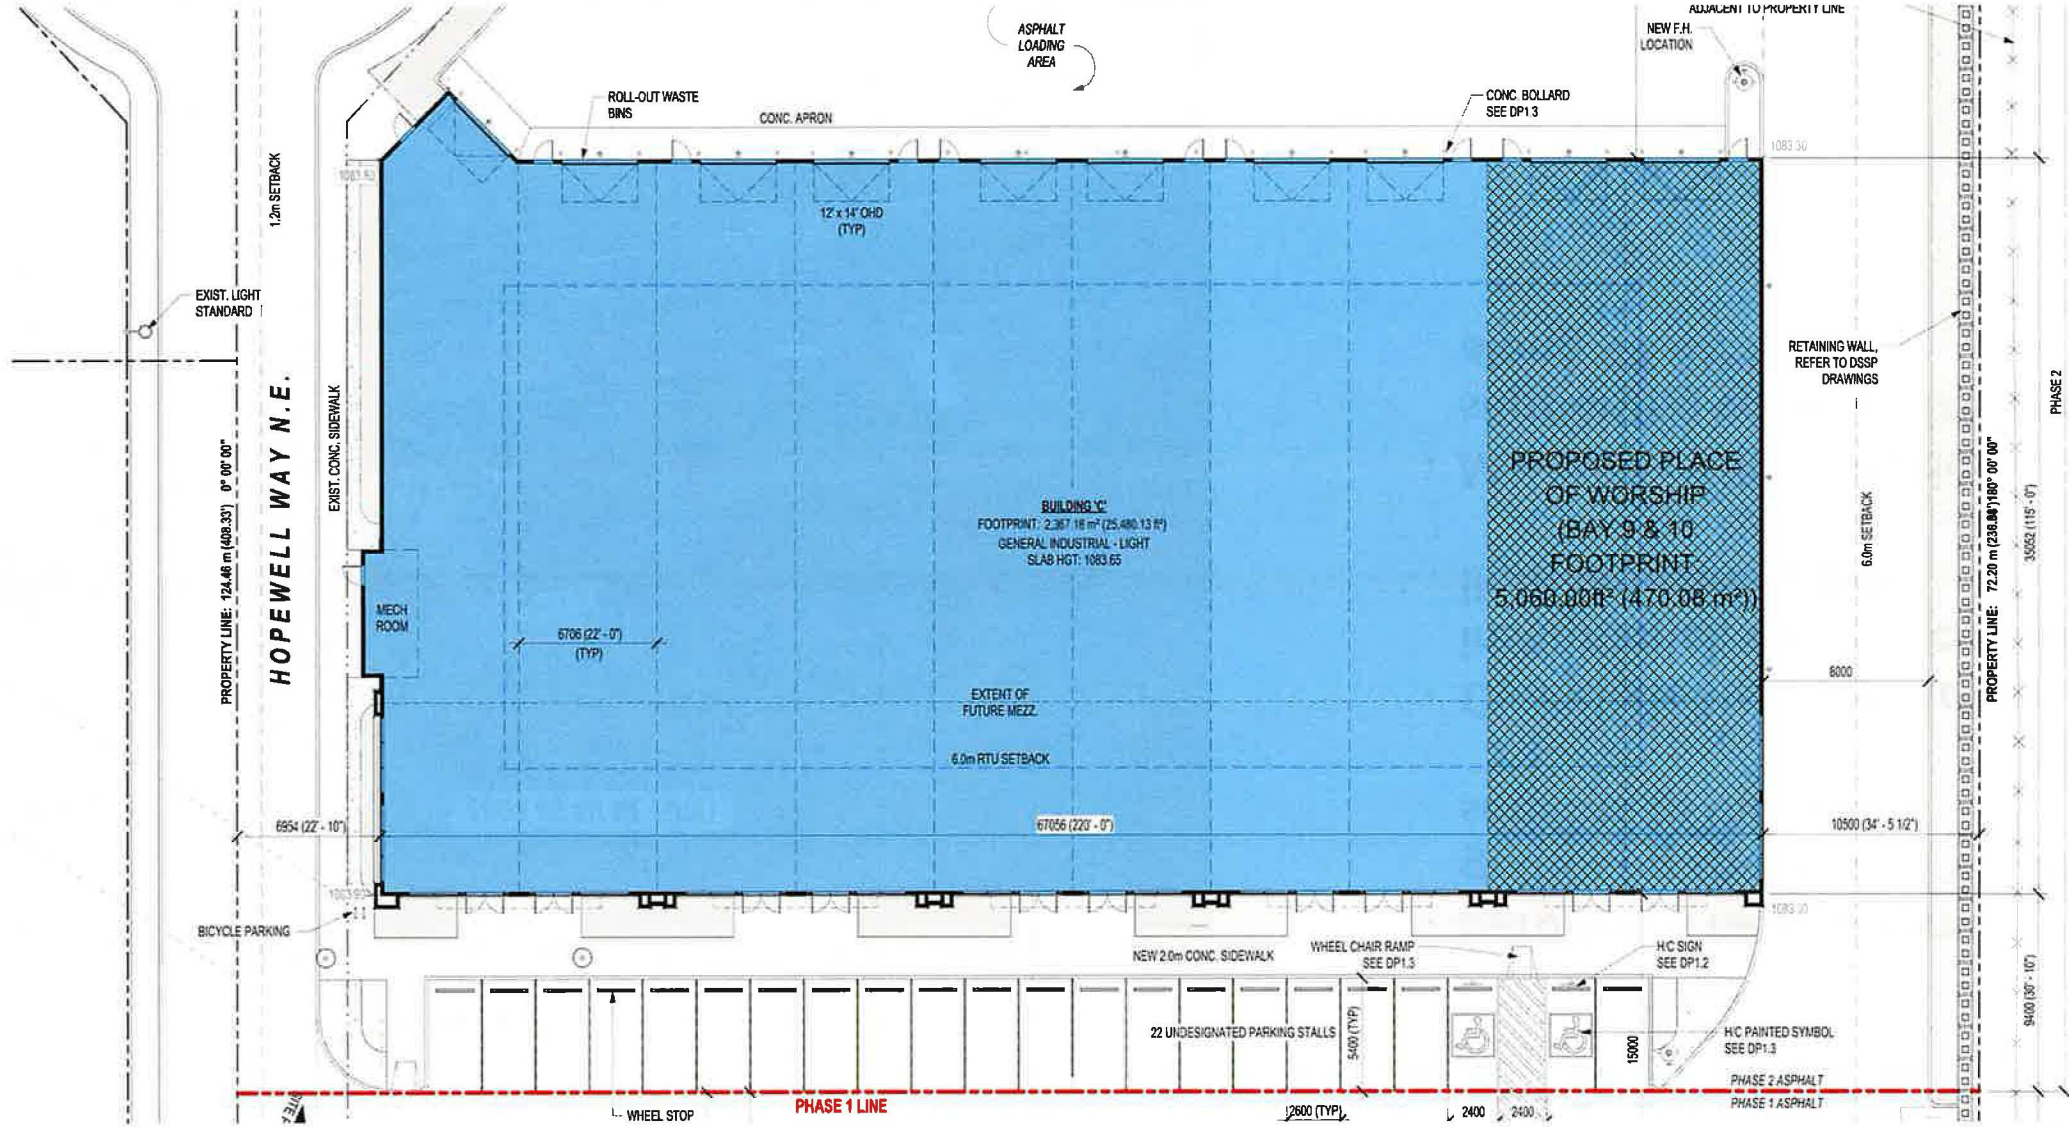 ADJACENT TO PROPERTY LINE
NEW F.H.
LOCATION
ASPHALT
LOADING
AREA
ROLL-OUT WASTE
BINS
CONC. APRON
CONC. BOLLARD
SEE DP1.3
1083.30
1.2m SETBACK
12' x 14' OHD
(TYP)
EXIST. LIGHT
STANDARD
RETAINING WALL,
REFER TO DSSP
DRAWINGS
PHASE 2
HOPEWELL WAY N.E.
EXIST. CONC. SIDEWALK
PROPERTY LINE: 124.46 m (408.33') 0° 00' 00"
PROPOSED PLACE
OF WORSHIP
(BAY 9 & 10
FOOTPRINT:
5,060.00ft² (470.08 m²))
BUILDING 'C'
FOOTPRINT: 2,367.18 m² (25,480.13 ft²)
GENERAL INDUSTRIAL - LIGHT
SLAB HGT: 1083.65
6.0m SETBACK
PROPERTY LINE: 72.20 m 180° 00' 00"
35052 (115' - 0")
MECH
ROOM
6706 (22' - 0")
(TYP)
EXTENT OF
FUTURE MEZZ.
6.0m RTU SETBACK
6000
6954 (22' - 10")
67056 (220' - 0")
10500 (34' - 5 1/2")
BICYCLE PARKING
NEW 2.0m CONC. SIDEWALK
WHEEL CHAIR RAMP
SEE DP1.3
H/C SIGN
SEE DP1.2
9400 (30' - 10")
22 UNDESIGNATED PARKING STALLS
5400 (TYP)
15000
H/C PAINTED SYMBOL
SEE DP1.3
PHASE 2 ASPHALT
PHASE 1 ASPHALT
PHASE 1 LINE
WHEEL STOP
2600 (TYP)
2400
2400